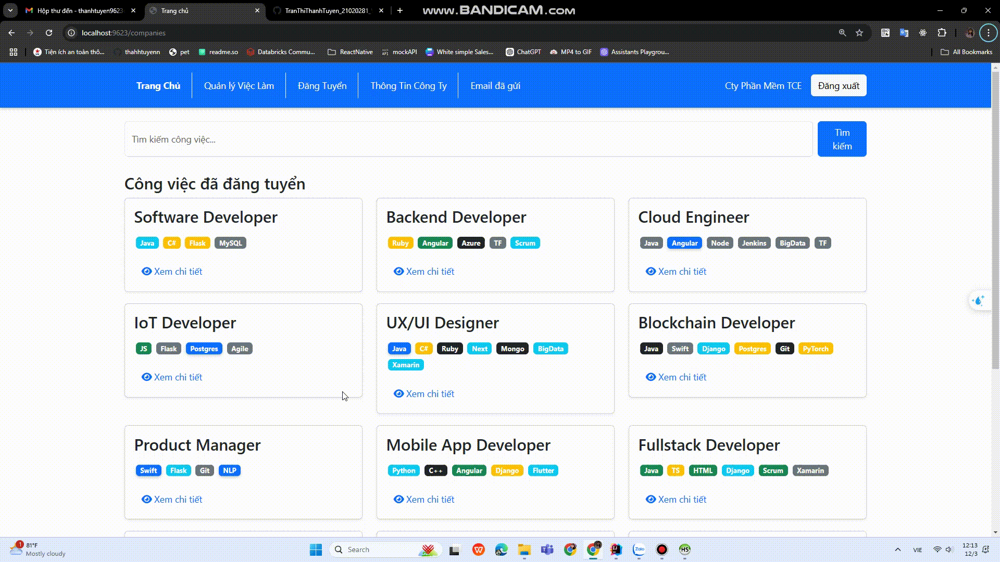 Hộp thư đến - thanhtuyen9623
Trang chủ
TranThiThanhTuyen_21020281_
www.BANDICAM.com
localhost:9623/companies
Tiện ích an toàn thô...
thahhtuyenn
pet
readme.so
Databricks Commu...
ReactNative
mockAPI
White simple Sales...
ChatGPT
MP4 to GIF
Assistants Playgrou...
All Bookmarks
Trang Chủ
Quản lý Việc Làm
Đăng Tuyển
Thông Tin Công Ty
Email đã gửi
Cty Phần Mềm TCE
Đăng xuất
Tìm kiếm công việc...
Tìm
kiếm
Công việc đã đăng tuyển
Software Developer
Java C# Flask MySQL
Xem chi tiết
Backend Developer
Ruby Angular Azure TF Scrum
Xem chi tiết
Cloud Engineer
Java Angular Node Jenkins BigData TF
Xem chi tiết
IoT Developer
JS Flask Postgres Agile
Xem chi tiết
UX/UI Designer
Java C# Ruby Next Mongo BigData
Xamarin
Xem chi tiết
Blockchain Developer
Java Swift Django Postgres Git PyTorch
Xem chi tiết
Product Manager
Swift Flask Git NLP
Xem chi tiết
Mobile App Developer
Python C++ Angular Django Flutter
Xem chi tiết
Fullstack Developer
Java TS HTML Django Scrum Xamarin
Xem chi tiết
1
81°F
Mostly cloudy
Search
Zalo
HS
VIE
12:13
12/3